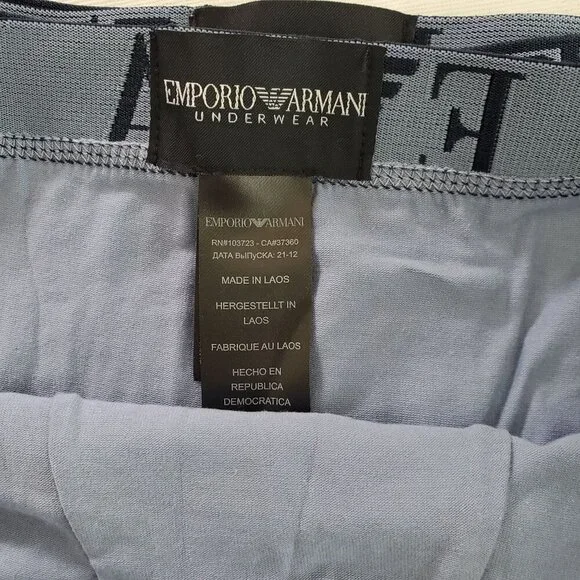 EMPORIO ARMANI
UNDERWEAR
EMPORIO ARMANI
RN#103723 - CA#37360
ДАТА ВЫПуСКА: 21-12
MADE IN LAOS
HERGESTELLT IN
LAOS
FABRIQUE AU LAOS
HECHO EN
REPUBLICA
DEMOCRATICA